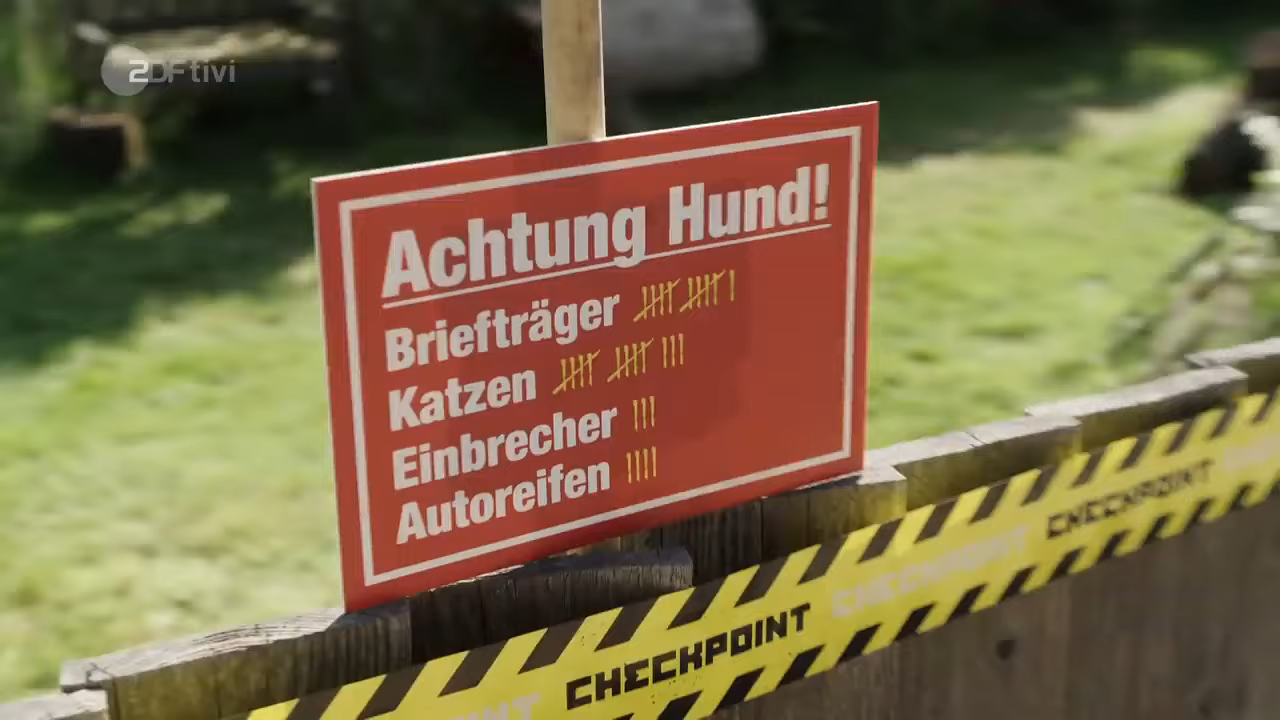 ZDFtivi
Achtung Hund!
Briefträger
Katzen
Einbrecher
Autoreifen
CHECKPOINT
CHECKPOINT
CHECKPOINT